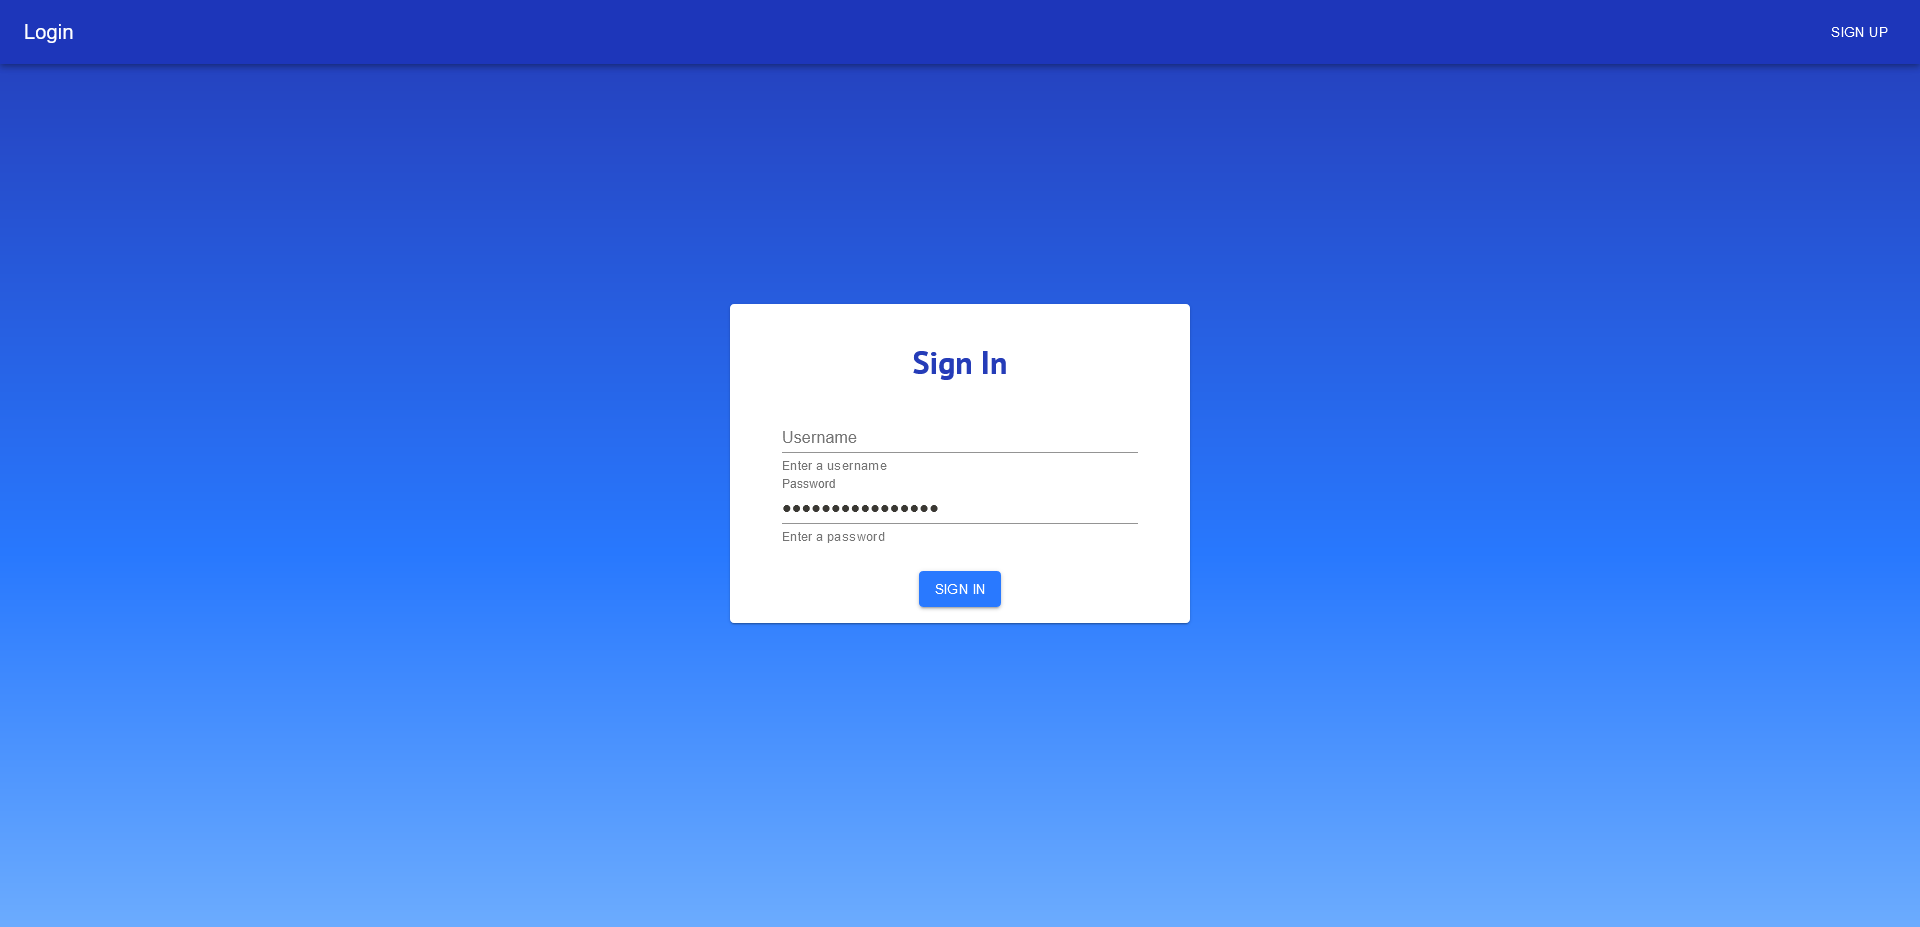 Login
SIGN UP
Sign In
Username
Enter a username
Password
••••••••••••••••
Enter a password
SIGN IN